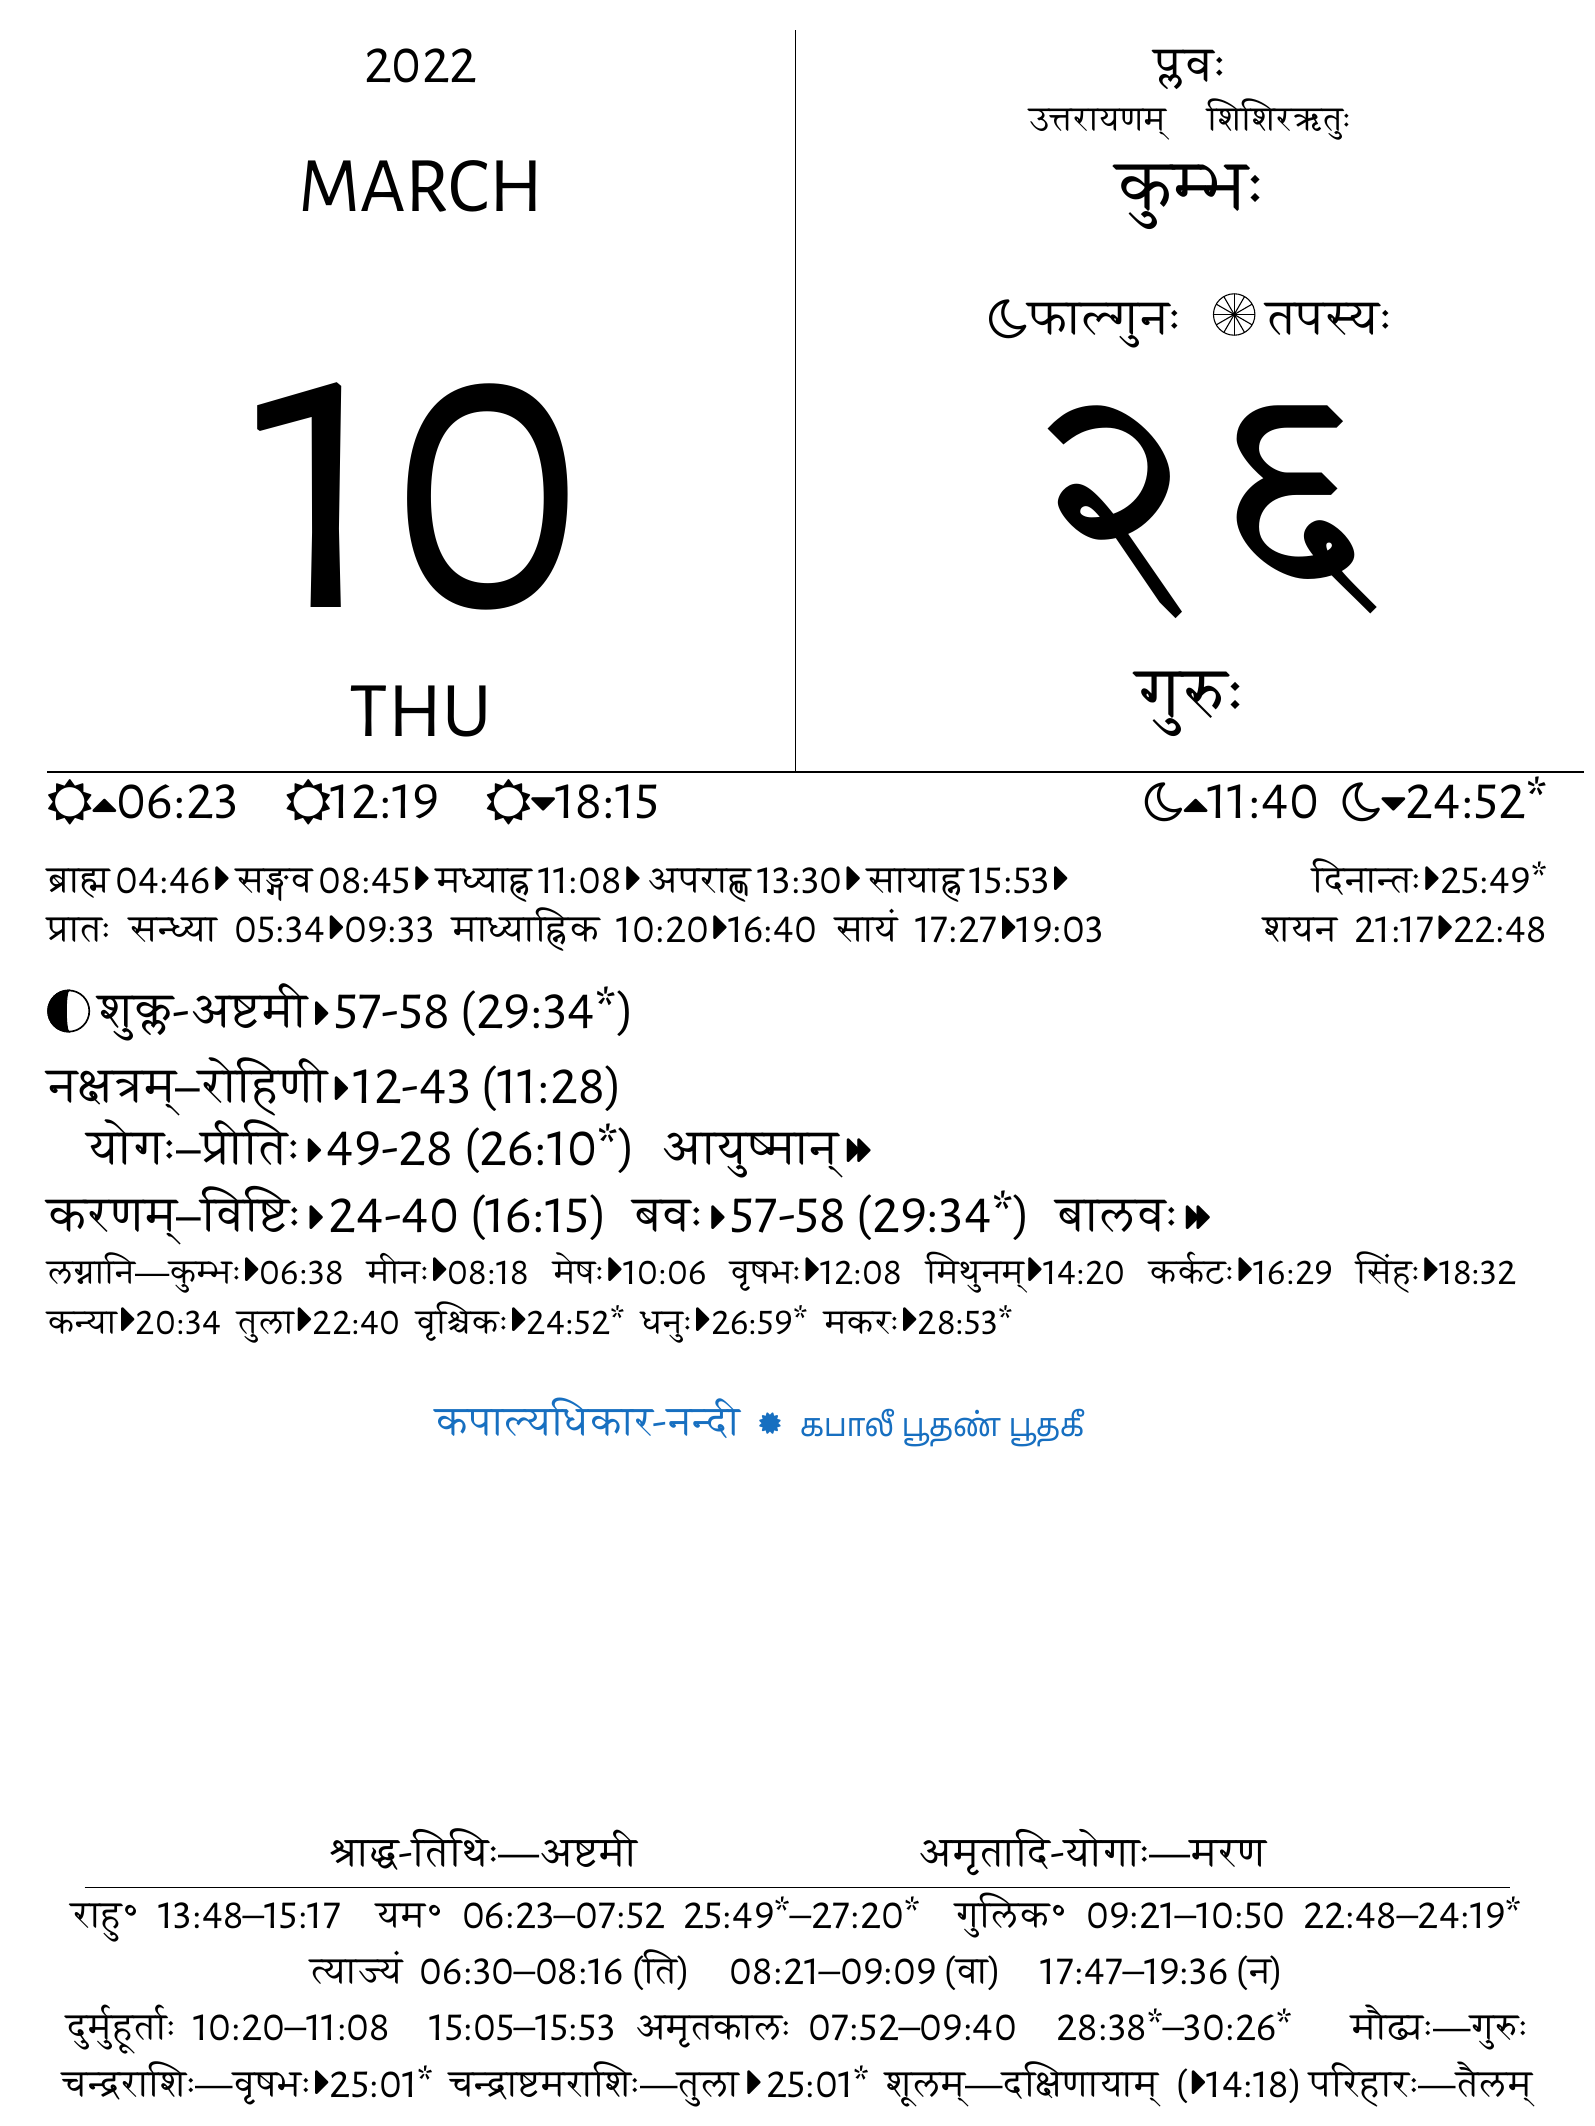 2022
MARCH
10
THU
प्लवः
उत्तरायणम् शिशिरऋतुः
कुम्भः
फाल्गुनः तपस्यः
२६
गुरुः
06:23 12:19 18:15 11:40 24:52*
ब्राह्म 04:46 सङ्गव 08:45 मध्याह्न 11:08 अपराह्ण 13:30 सायाह्न 15:53 दिनान्तः 25:49*
प्रातः सन्ध्या 05:34 09:33 माध्याह्निक 10:20 16:40 सायं 17:27 19:03 शयन 21:17 22:48
शुक्ल-अष्टमी 57-58 (29:34*)
नक्षत्रम्–रोहिणी 12-43 (11:28)
योगः–प्रीतिः 49-28 (26:10*) आयुष्मान्
करणम्–विष्टिः 24-40 (16:15) बवः 57-58 (29:34*) बालवः
लग्नानि—कुम्भः 06:38 मीनः 08:18 मेषः 10:06 वृषभः 12:08 मिथुनम् 14:20 कर्कटः 16:29 सिंहः 18:32
कन्या 20:34 तुला 22:40 वृश्चिकः 24:52* धनुः 26:59* मकरः 28:53*
कपाल्यधिकार-नन्दी ✹ கபாலீ பூதண் பூதகீ
श्राद्ध-तिथिः—अष्टमी अमृतादि-योगाः—मरण
राहु॰ 13:48–15:17 यम॰ 06:23–07:52 25:49*–27:20* गुलिक॰ 09:21–10:50 22:48–24:19*
त्याज्यं 06:30–08:16 (ति) 08:21–09:09 (वा) 17:47–19:36 (न)
दुर्मुहूर्ताः 10:20–11:08 15:05–15:53 अमृतकालः 07:52–09:40 28:38*–30:26* मौढ्यः—गुरुः
चन्द्रराशिः—वृषभः 25:01* चन्द्राष्टमराशिः—तुला 25:01* शूलम्—दक्षिणायाम् (14:18) परिहारः—तैलम्